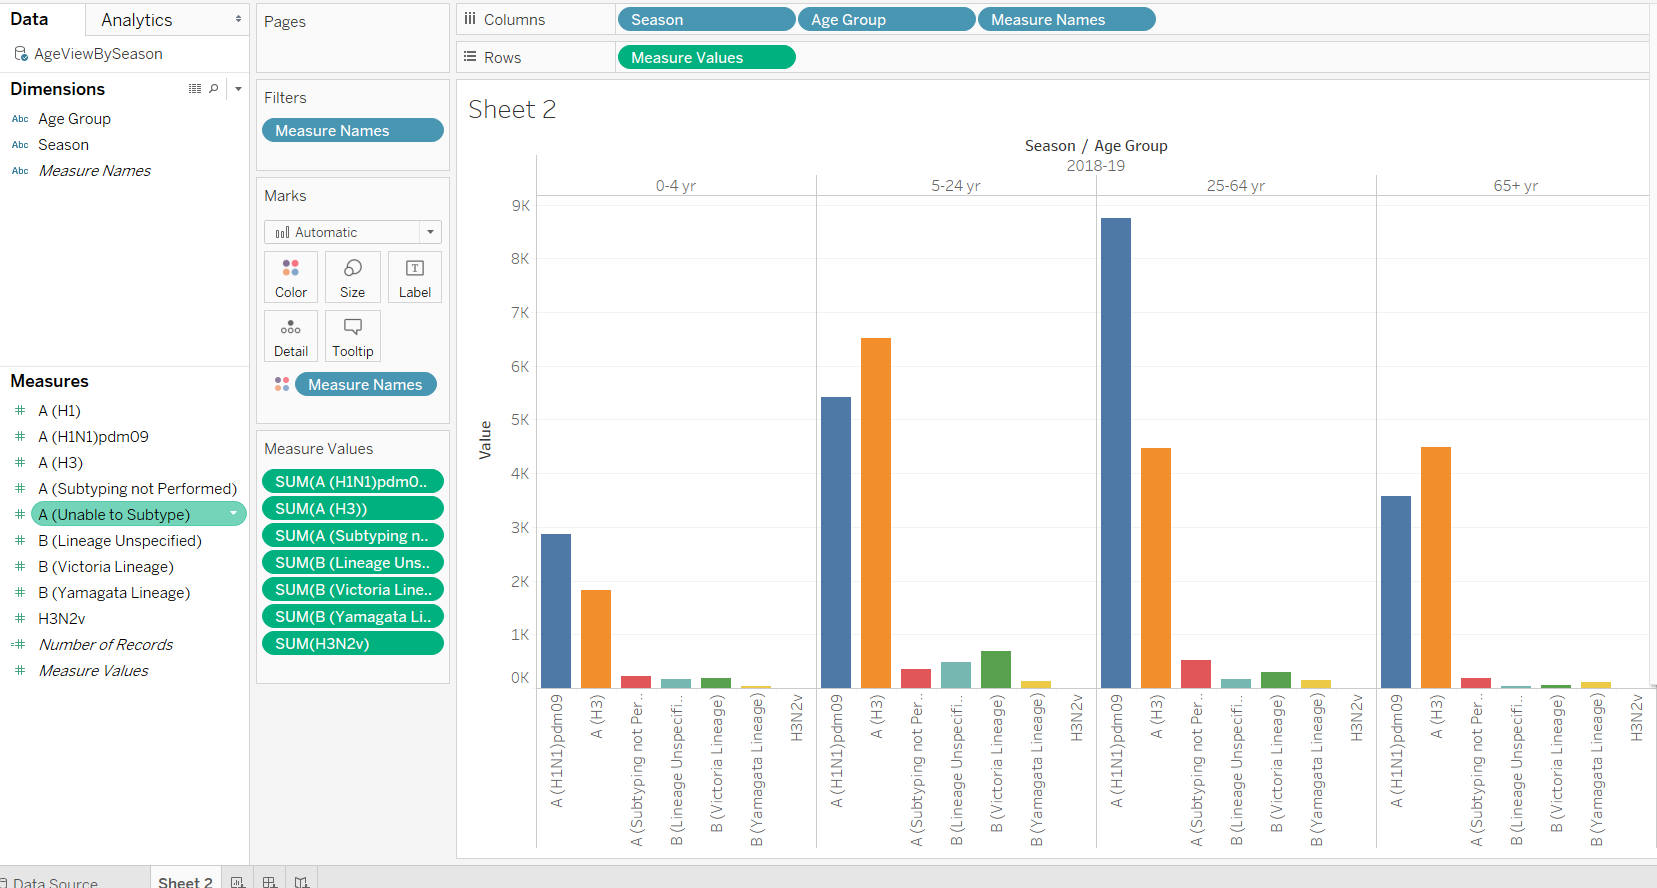 Data
Analytics
AgeViewBySeason
Dimensions
Abc Age Group
Abc Season
Abc Measure Names
Measures
A (H1)
A (H1N1)pdm09
A (H3)
A (Subtyping not Performed)
A (Unable to Subtype)
B (Lineage Unspecified)
B (Victoria Lineage)
B (Yamagata Lineage)
H3N2v
Number of Records
Measure Values
Pages
Filters
Measure Names
Marks
Automatic
Color Size Label
Detail Tooltip
Measure Names
Measure Values
SUM(A (H1N1)pdm0..
SUM(A (H3))
SUM(A (Subtyping n..
SUM(B (Lineage Uns..
SUM(B (Victoria Line..
SUM(B (Yamagata Li..
SUM(H3N2v)
Columns Season Age Group Measure Names
Rows Measure Values
Sheet 2
Season / Age Group
2018-19
0-4 yr 5-24 yr 25-64 yr 65+ yr
Value
9K
8K
7K
6K
5K
4K
3K
2K
1K
0K
A (H1N1)pdm09
A (H3)
A (Subtyping not Per..
B (Lineage Unspecifi..
B (Victoria Lineage)
B (Yamagata Lineage)
H3N2v
A (H1N1)pdm09
A (H3)
A (Subtyping not Per..
B (Lineage Unspecifi..
B (Victoria Lineage)
B (Yamagata Lineage)
H3N2v
A (H1N1)pdm09
A (H3)
A (Subtyping not Per..
B (Lineage Unspecifi..
B (Victoria Lineage)
B (Yamagata Lineage)
H3N2v
A (H1N1)pdm09
A (H3)
A (Subtyping not Per..
B (Lineage Unspecifi..
B (Victoria Lineage)
B (Yamagata Lineage)
H3N2v
Data Source
Sheet 2